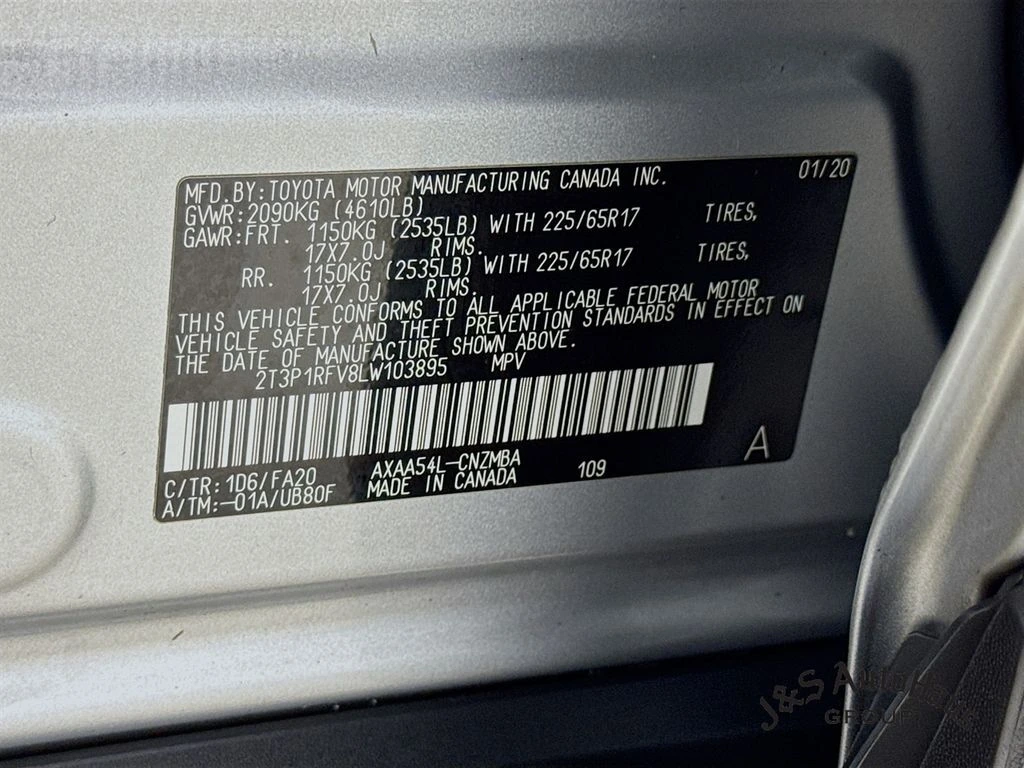 MFD.BY:TOYOTA MOTOR MANUFACTURING CANADA INC. 01/20
GVWR:2090KG (4610LB)
GAWR:FRT. 1150KG (2535LB) WITH 225/65R17 TIRES,
17X7.0J RIMS.
RR. 1150KG (2535LB) WITH 225/65R17 TIRES,
17X7.0J RIMS.
THIS VEHICLE CONFORMS TO ALL APPLICABLE FEDERAL MOTOR
VEHICLE SAFETY AND THEFT PREVENTION STANDARDS IN EFFECT ON
THE DATE OF MANUFACTURE SHOWN ABOVE.
2T3P1RFV8LW103895 MPV
A
C/TR:1D6/FA20 AXAA54L-CNZMBA 109
A/TM:-01A/UB80F MADE IN CANADA
J&S Auto
GROUP